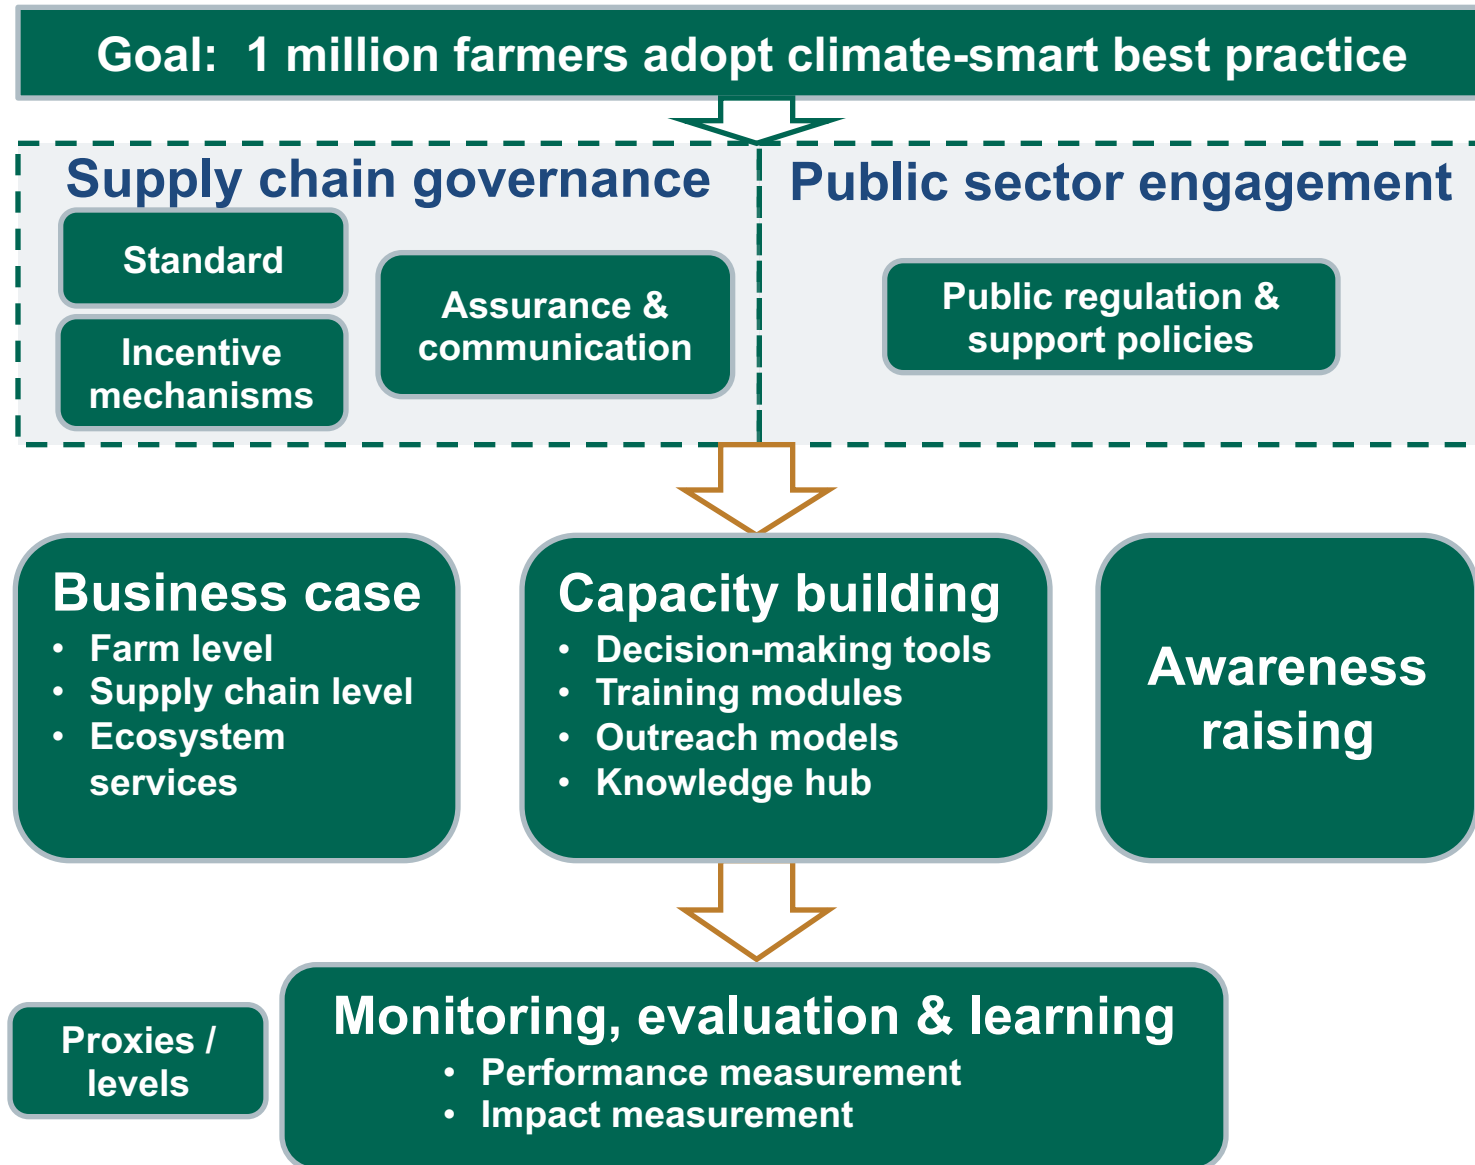 Goal:  1 million farmers adopt climate-smart best practice
Supply chain governance
Standard
Incentive
mechanisms
Assurance &
communication
Public sector engagement
Public regulation &
support policies
Business case
• Farm level
• Supply chain level
• Ecosystem
services
Capacity building
• Decision-making tools
• Training modules
• Outreach models
• Knowledge hub
Awareness
raising
Proxies /
levels
Monitoring, evaluation & learning
• Performance measurement
• Impact measurement